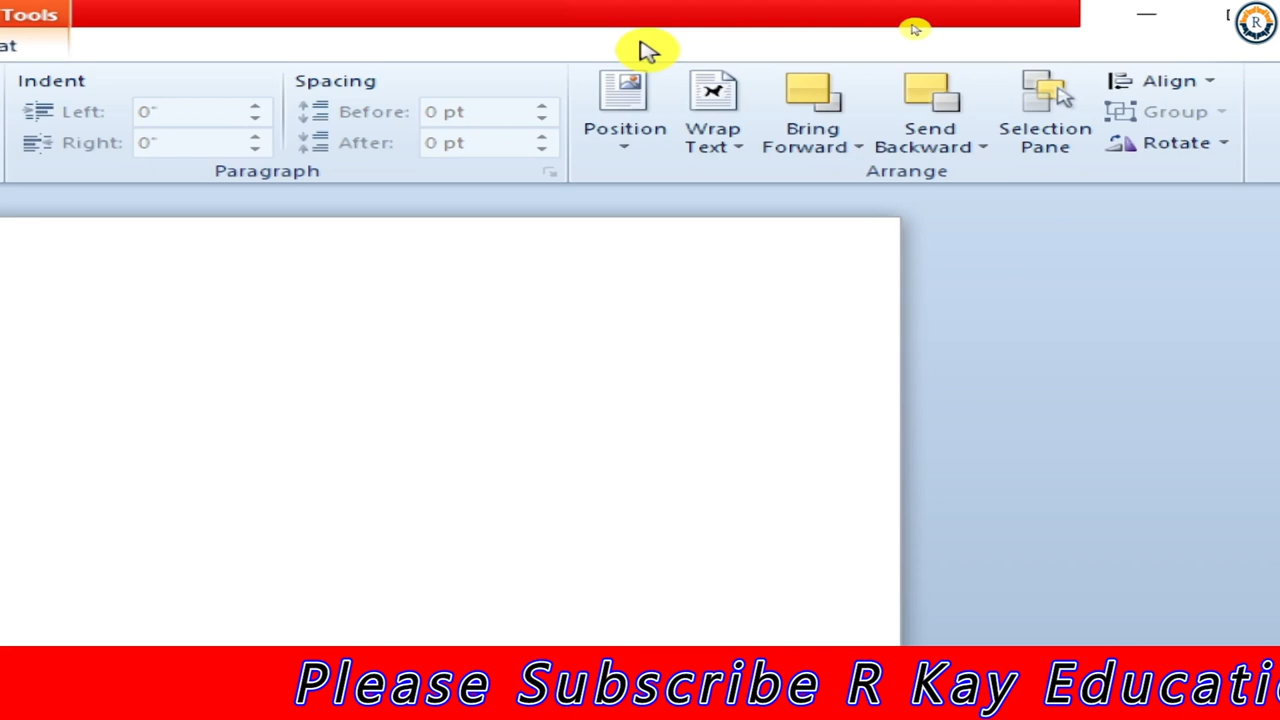 Tools
at
Indent
Spacing
Left: 0"
Before: 0 pt
Right: 0"
After: 0 pt
Paragraph
Position
Wrap Text
Bring Forward
Send Backward
Selection Pane
Align
Group
Rotate
Arrange
R
Please Subscribe R Kay Educati